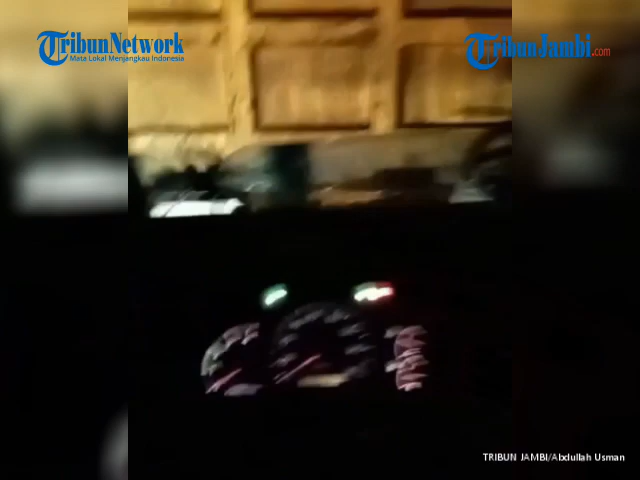 TribunNetwork
Mata Lokal Menjangkau Indonesia
TribunJambi.com
TRIBUN JAMBI/Abdullah Usman